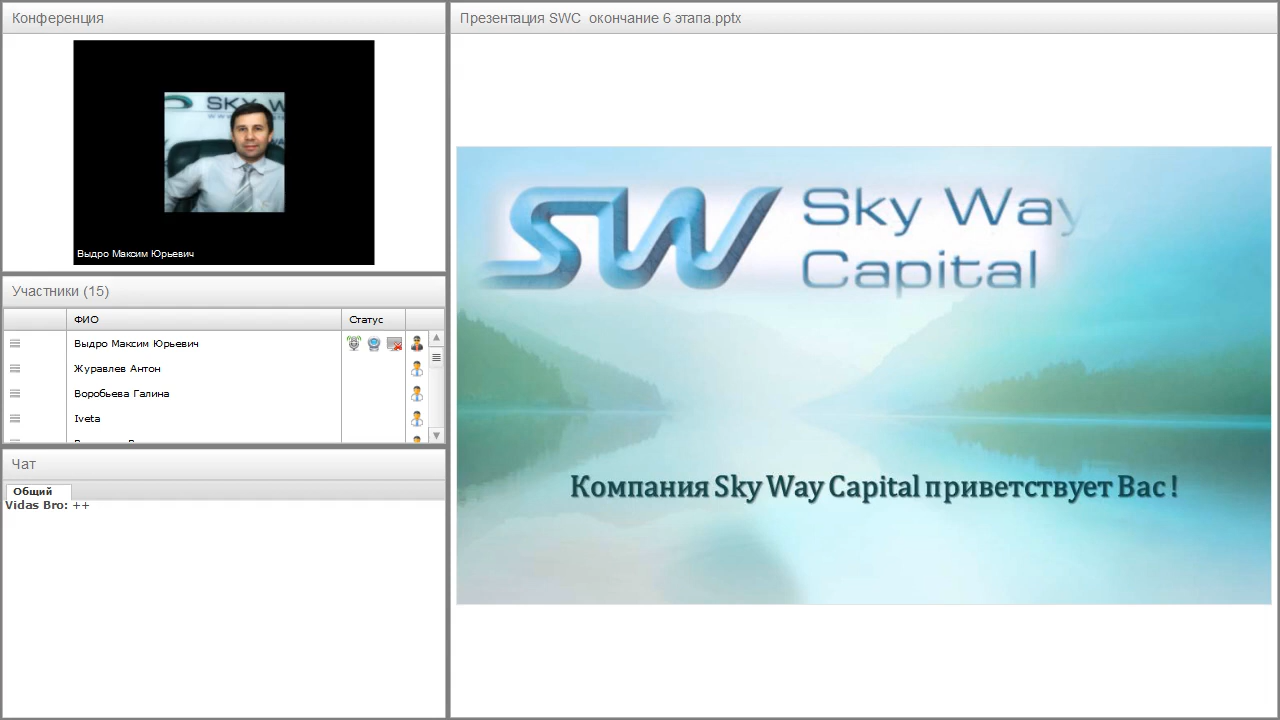 Конференция
Выдро Максим Юрьевич
Участники (15)
ФИО
Статус
Выдро Максим Юрьевич
Журавлев Антон
Воробьева Галина
Iveta
Чат
Общий
Vidas Bro: ++
Презентация SWC окончание 6 этапа.pptx
SW
Sky Way
Capital
Компания Sky Way Capital приветствует Вас !